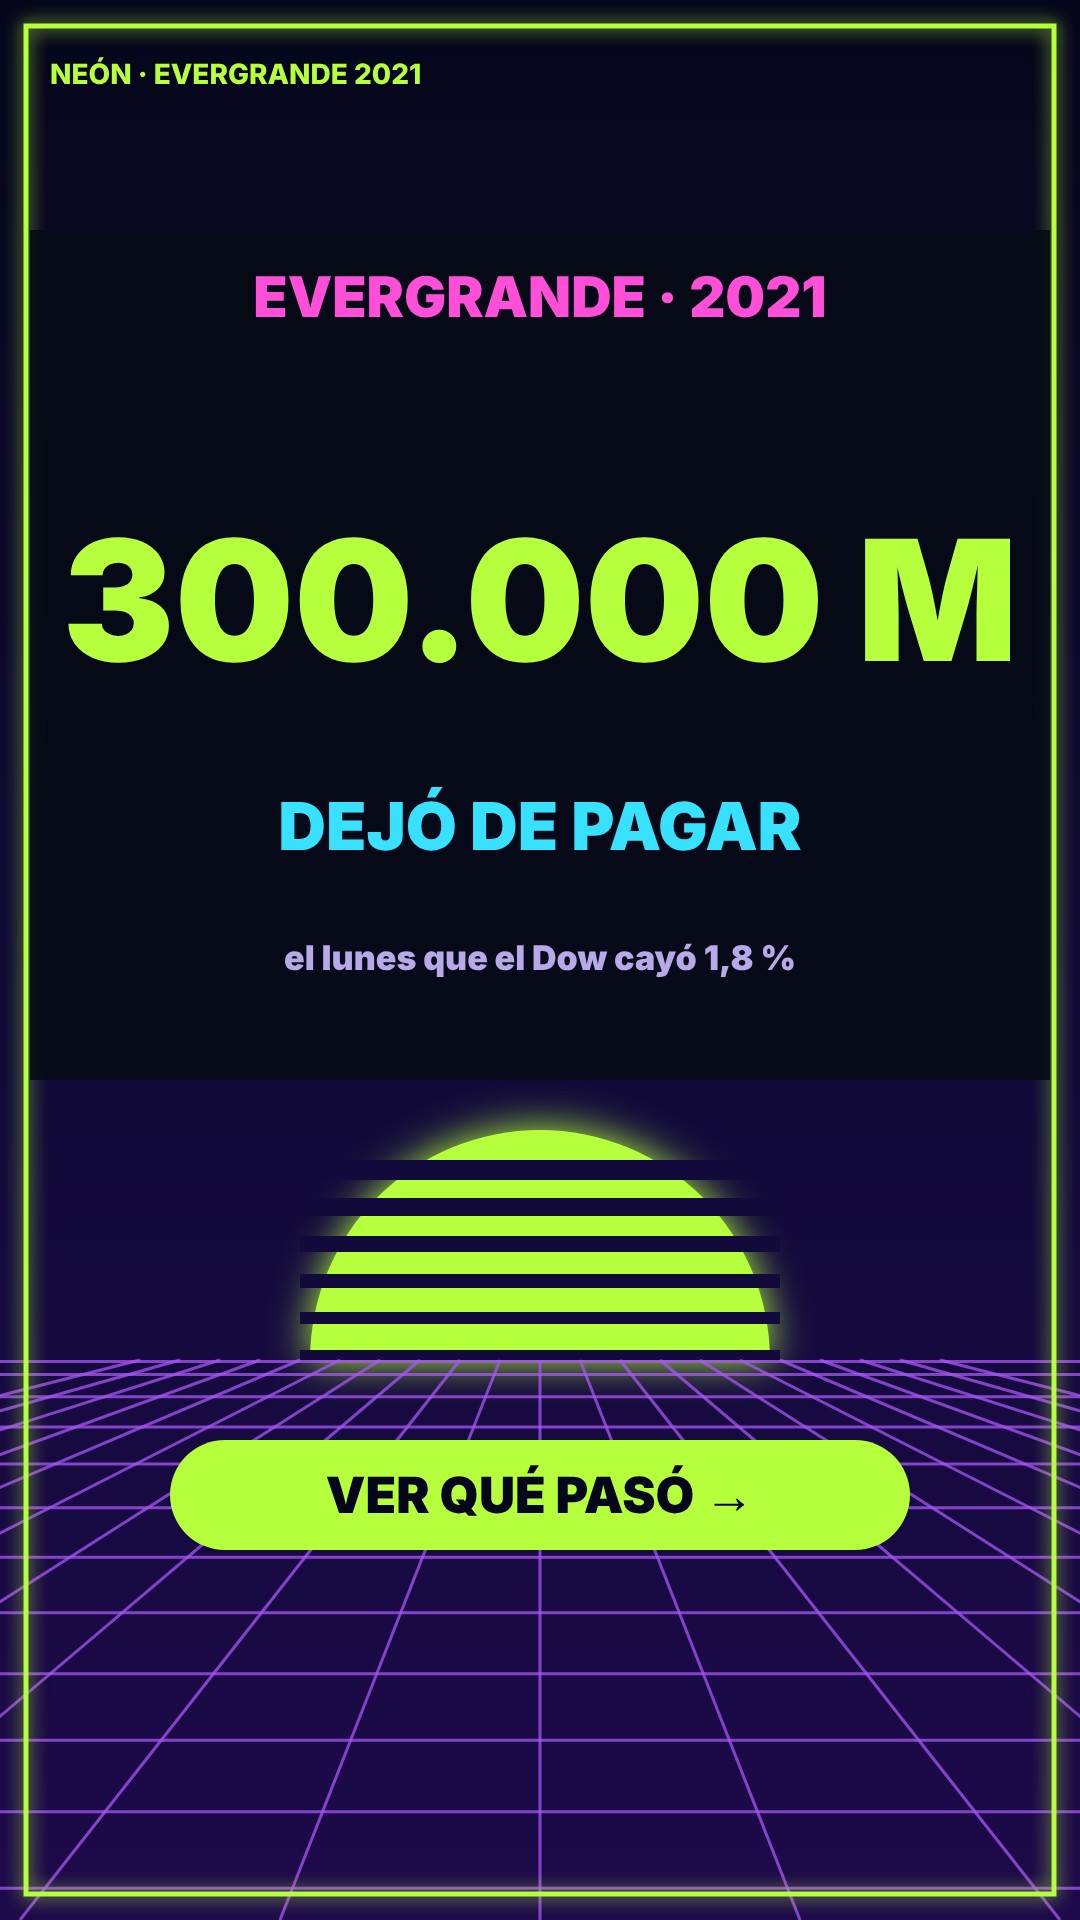 NEÓN · EVERGRANDE 2021
EVERGRANDE · 2021
300.000 M
DEJÓ DE PAGAR
el lunes que el Dow cayó 1,8 %
VER QUÉ PASÓ →